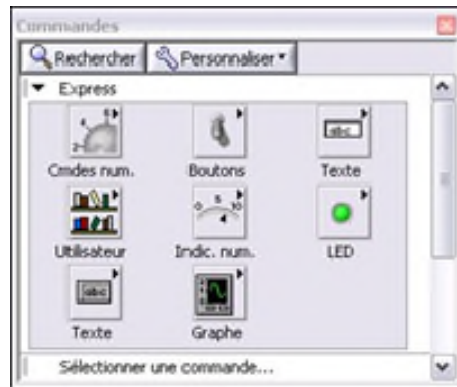 Commandes
Rechercher Personnaliser
Express
Cmdes num. Boutons Texte
Utilisateur Indic. num. LED
Texte Graphe
Sélectionner une commande...